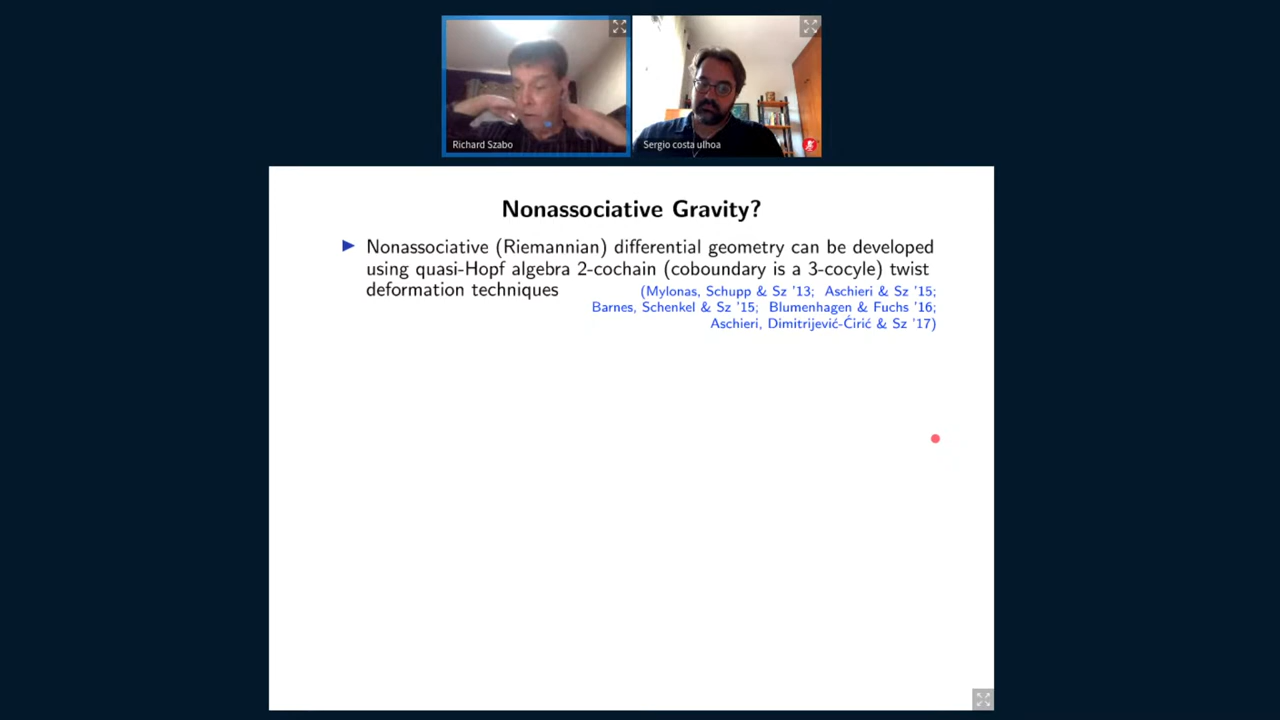 Richard Szabo
Sergio costa ulhoa
Nonassociative Gravity?
Nonassociative (Riemannian) differential geometry can be developed
using quasi-Hopf algebra 2-cochain (coboundary is a 3-cocyle) twist
deformation techniques (Mylonas, Schupp & Sz '13; Aschieri & Sz '15;
Barnes, Schenkel & Sz '15; Blumenhagen & Fuchs '16;
Aschieri, Dimitrijević-Ćirić & Sz '17)